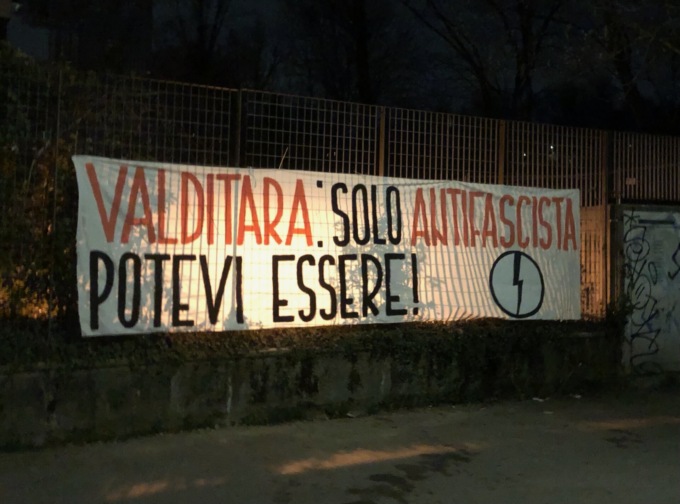 VALDITARA: SOLO ANTIFASCISTA
POTEVI ESSERE!